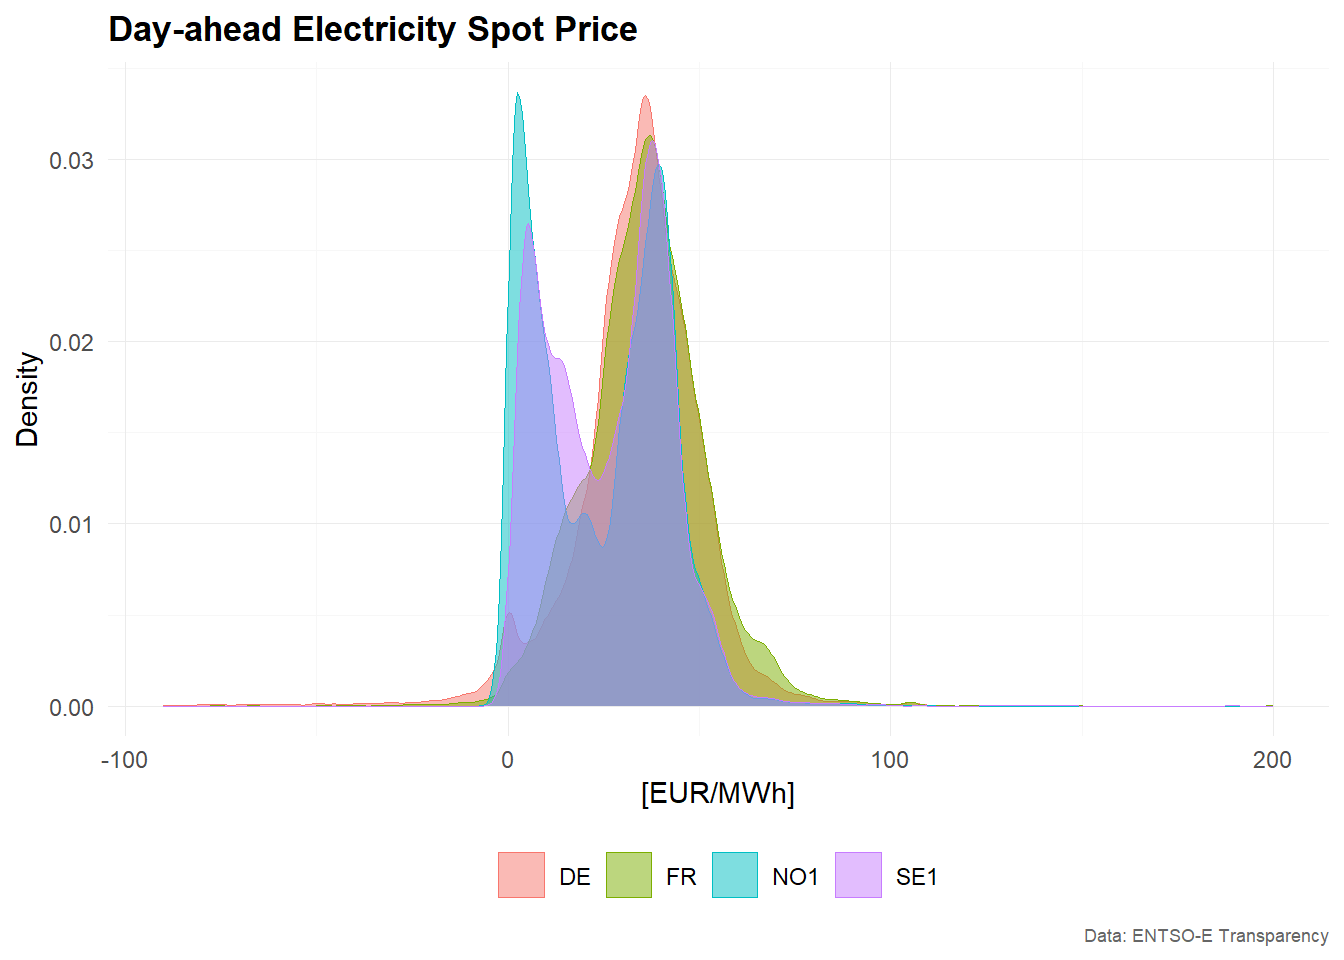 Day-ahead Electricity Spot Price
Density
0.03
0.02
0.01
0.00
-100 0 100 200
[EUR/MWh]
DE FR NO1 SE1
Data: ENTSO-E Transparency